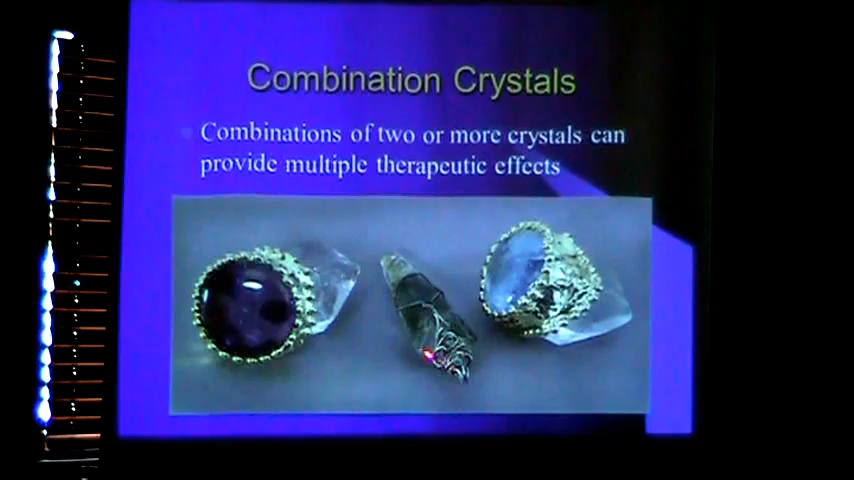 Combination Crystals
Combinations of two or more crystals can
provide multiple therapeutic effects